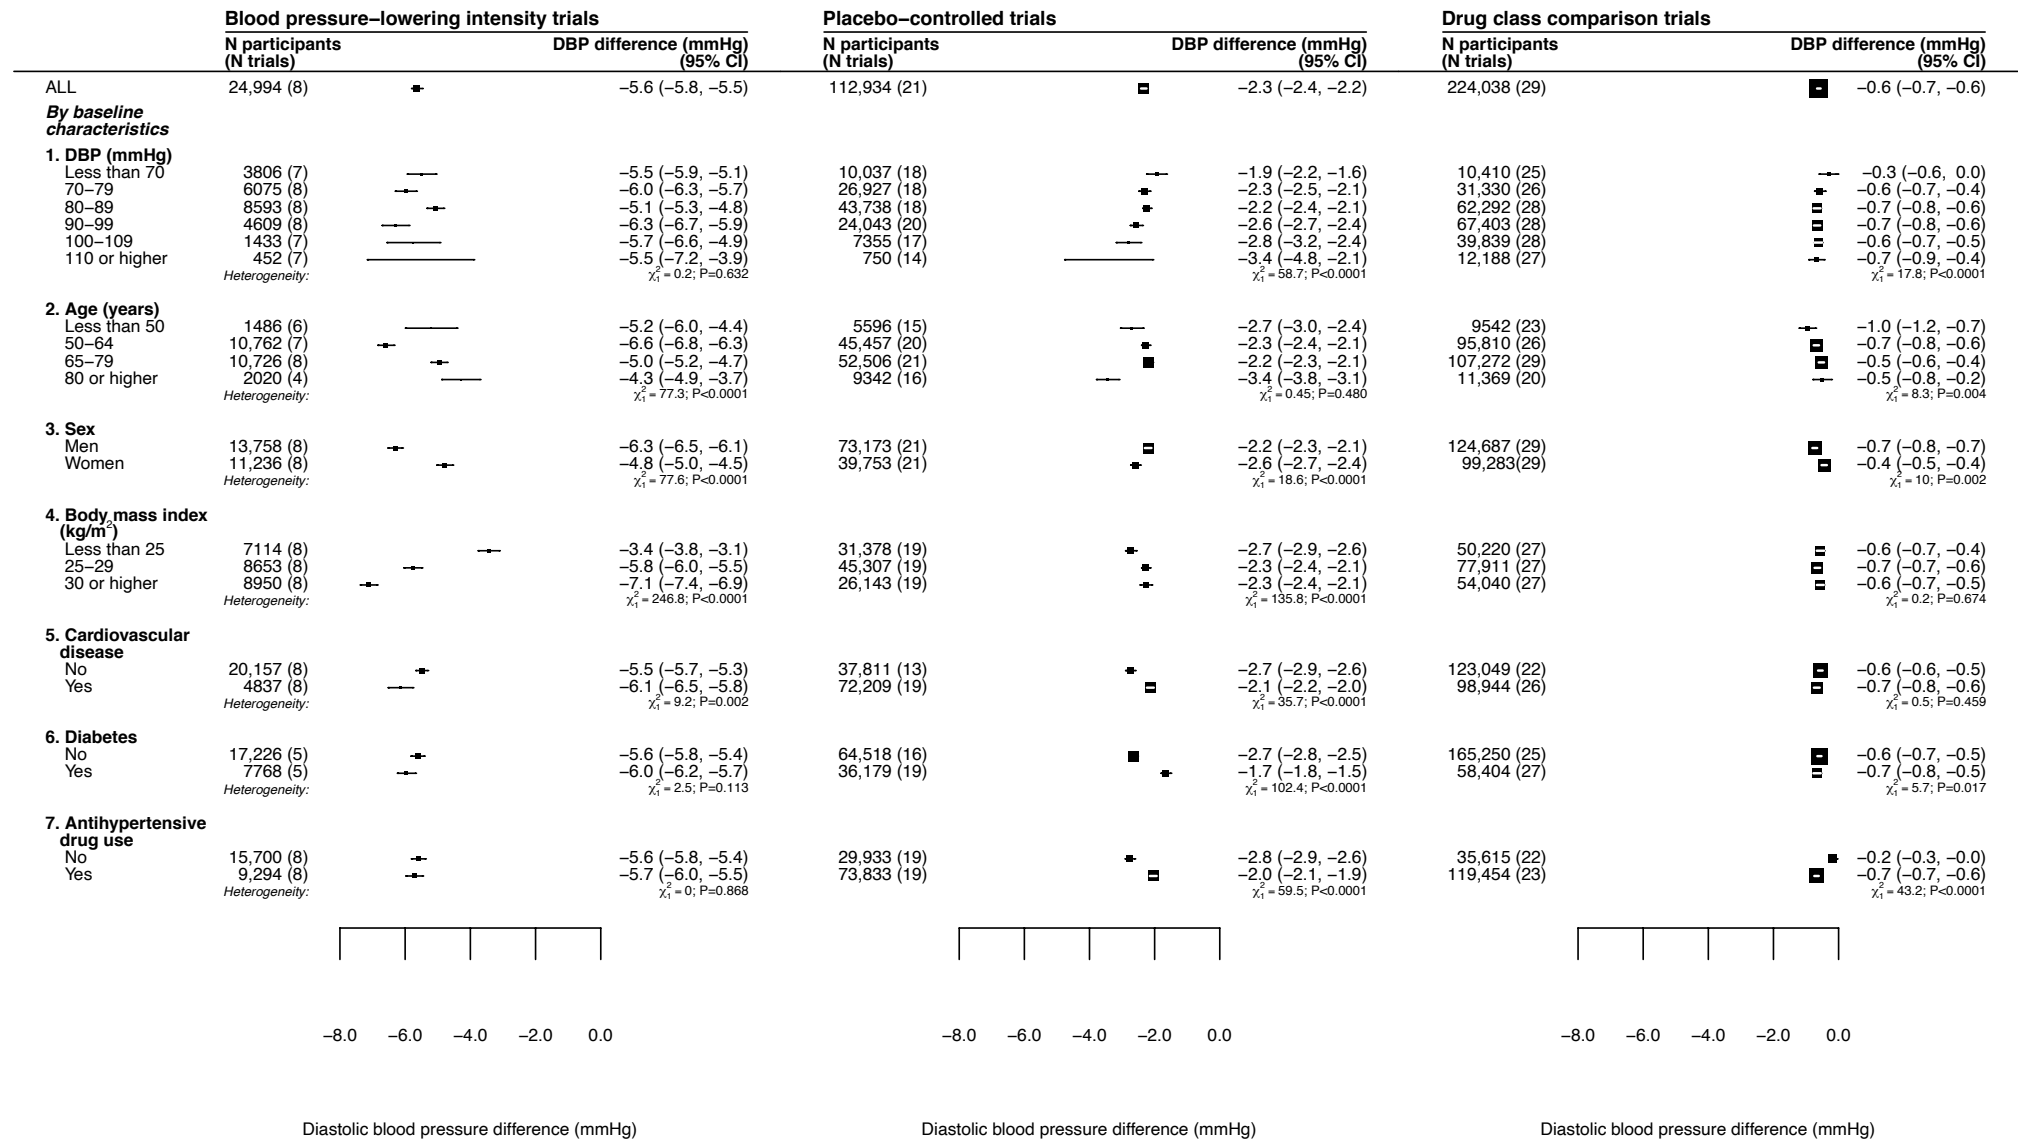 Blood pressure−lowering intensity trials Placebo−controlled trials Drug class comparison trials
N participants DBP difference (mmHg) N participants DBP difference (mmHg) N participants DBP difference (mmHg)
(N trials) (95% CI) (N trials) (95% CI) (N trials) (95% CI)
ALL 24,994 (8) −5.6 (−5.8, −5.5) 112,934 (21) −2.3 (−2.4, −2.2) 224,038 (29) −0.6 (−0.7, −0.6)
By baseline
characteristics
1. DBP (mmHg)
Less than 70 3806 (7) −5.5 (−5.9, −5.1) 10,037 (18) −1.9 (−2.2, −1.6) 10,410 (25) −0.3 (−0.6, 0.0)
70−79 6075 (8) −6.0 (−6.3, −5.7) 26,927 (18) −2.3 (−2.5, −2.1) 31,330 (26) −0.6 (−0.7, −0.4)
80−89 8593 (8) −5.1 (−5.3, −4.8) 43,738 (18) −2.2 (−2.4, −2.1) 62,292 (28) −0.7 (−0.8, −0.6)
90−99 4609 (8) −6.3 (−6.7, −5.9) 24,043 (20) −2.6 (−2.7, −2.4) 67,403 (28) −0.7 (−0.8, −0.6)
100−109 1433 (7) −5.7 (−6.6, −4.9) 7355 (17) −2.8 (−3.2, −2.4) 39,839 (28) −0.6 (−0.7, −0.5)
110 or higher 452 (7) −5.5 (−7.2, −3.9) 750 (14) −3.4 (−4.8, −2.1) 12,188 (27) −0.7 (−0.9, −0.4)
Heterogeneity: χ²₁ = 0.2; P=0.632 χ²₁ = 58.7; P<0.0001 χ²₁ = 17.8; P<0.0001
2. Age (years)
Less than 50 1486 (6) −5.2 (−6.0, −4.4) 5596 (15) −2.7 (−3.0, −2.4) 9542 (23) −1.0 (−1.2, −0.7)
50−64 10,762 (7) −6.6 (−6.8, −6.3) 45,457 (20) −2.3 (−2.4, −2.1) 95,810 (26) −0.7 (−0.8, −0.6)
65−79 10,726 (8) −5.0 (−5.2, −4.7) 52,506 (21) −2.2 (−2.3, −2.1) 107,272 (29) −0.5 (−0.6, −0.4)
80 or higher 2020 (4) −4.3 (−4.9, −3.7) 9342 (16) −3.4 (−3.8, −3.1) 11,369 (20) −0.5 (−0.8, −0.2)
Heterogeneity: χ²₁ = 77.3; P<0.0001 χ²₁ = 0.45; P=0.480 χ²₁ = 8.3; P=0.004
3. Sex
Men 13,758 (8) −6.3 (−6.5, −6.1) 73,173 (21) −2.2 (−2.3, −2.1) 124,687 (29) −0.7 (−0.8, −0.7)
Women 11,236 (8) −4.8 (−5.0, −4.5) 39,753 (21) −2.6 (−2.7, −2.4) 99,283(29) −0.4 (−0.5, −0.4)
Heterogeneity: χ²₁ = 77.6; P<0.0001 χ²₁ = 18.6; P<0.0001 χ²₁ = 10; P=0.002
4. Body mass index
(kg/m²)
Less than 25 7114 (8) −3.4 (−3.8, −3.1) 31,378 (19) −2.7 (−2.9, −2.6) 50,220 (27) −0.6 (−0.7, −0.4)
25−29 8653 (8) −5.8 (−6.0, −5.5) 45,307 (19) −2.3 (−2.4, −2.1) 77,911 (27) −0.7 (−0.7, −0.6)
30 or higher 8950 (8) −7.1 (−7.4, −6.9) 26,143 (19) −2.3 (−2.4, −2.1) 54,040 (27) −0.6 (−0.7, −0.5)
Heterogeneity: χ²₁ = 246.8; P<0.0001 χ²₁ = 135.8; P<0.0001 χ²₁ = 0.2; P=0.674
5. Cardiovascular
disease
No 20,157 (8) −5.5 (−5.7, −5.3) 37,811 (13) −2.7 (−2.9, −2.6) 123,049 (22) −0.6 (−0.6, −0.5)
Yes 4837 (8) −6.1 (−6.5, −5.8) 72,209 (19) −2.1 (−2.2, −2.0) 98,944 (26) −0.7 (−0.8, −0.6)
Heterogeneity: χ²₁ = 9.2; P=0.002 χ²₁ = 35.7; P<0.0001 χ²₁ = 0.5; P=0.459
6. Diabetes
No 17,226 (5) −5.6 (−5.8, −5.4) 64,518 (16) −2.7 (−2.8, −2.5) 165,250 (25) −0.6 (−0.7, −0.5)
Yes 7768 (5) −6.0 (−6.2, −5.7) 36,179 (19) −1.7 (−1.8, −1.5) 58,404 (27) −0.7 (−0.8, −0.5)
Heterogeneity: χ²₁ = 2.5; P=0.113 χ²₁ = 102.4; P<0.0001 χ²₁ = 5.7; P=0.017
7. Antihypertensive
drug use
No 15,700 (8) −5.6 (−5.8, −5.4) 29,933 (19) −2.8 (−2.9, −2.6) 35,615 (22) −0.2 (−0.3, −0.0)
Yes 9,294 (8) −5.7 (−6.0, −5.5) 73,833 (19) −2.0 (−2.1, −1.9) 119,454 (23) −0.7 (−0.7, −0.6)
Heterogeneity: χ²₁ = 0; P=0.868 χ²₁ = 59.5; P<0.0001 χ²₁ = 43.2; P<0.0001
−8.0 −6.0 −4.0 −2.0 0.0 −8.0 −6.0 −4.0 −2.0 0.0 −8.0 −6.0 −4.0 −2.0 0.0
Diastolic blood pressure difference (mmHg) Diastolic blood pressure difference (mmHg) Diastolic blood pressure difference (mmHg)